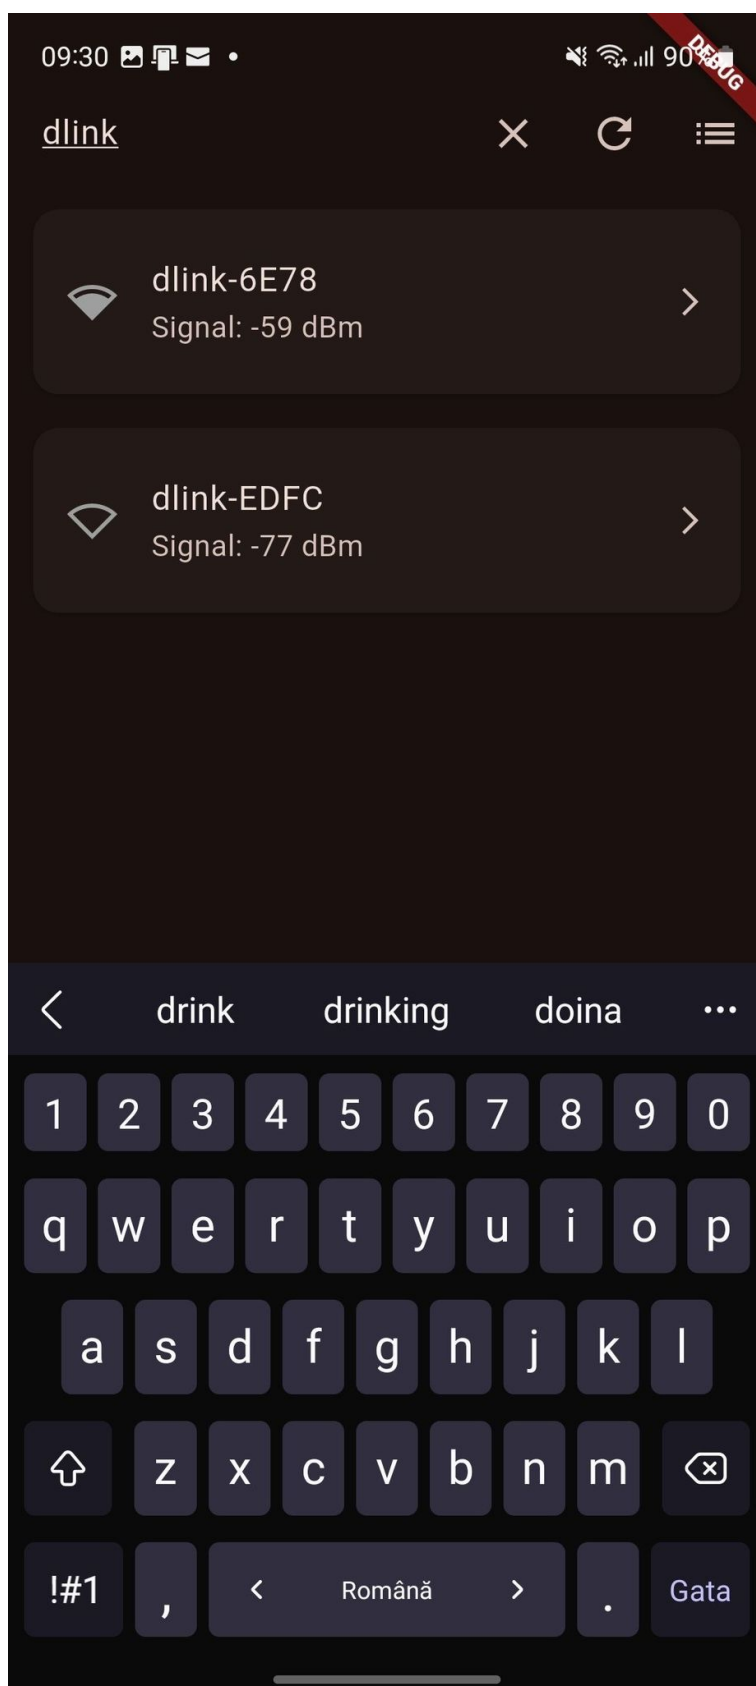 09:30 90%
DEBUG
dlink
dlink-6E78
Signal: -59 dBm
dlink-EDFC
Signal: -77 dBm
drink drinking doina
1 2 3 4 5 6 7 8 9 0
q w e r t y u i o p
a s d f g h j k l
z x c v b n m
!#1 , Română . Gata